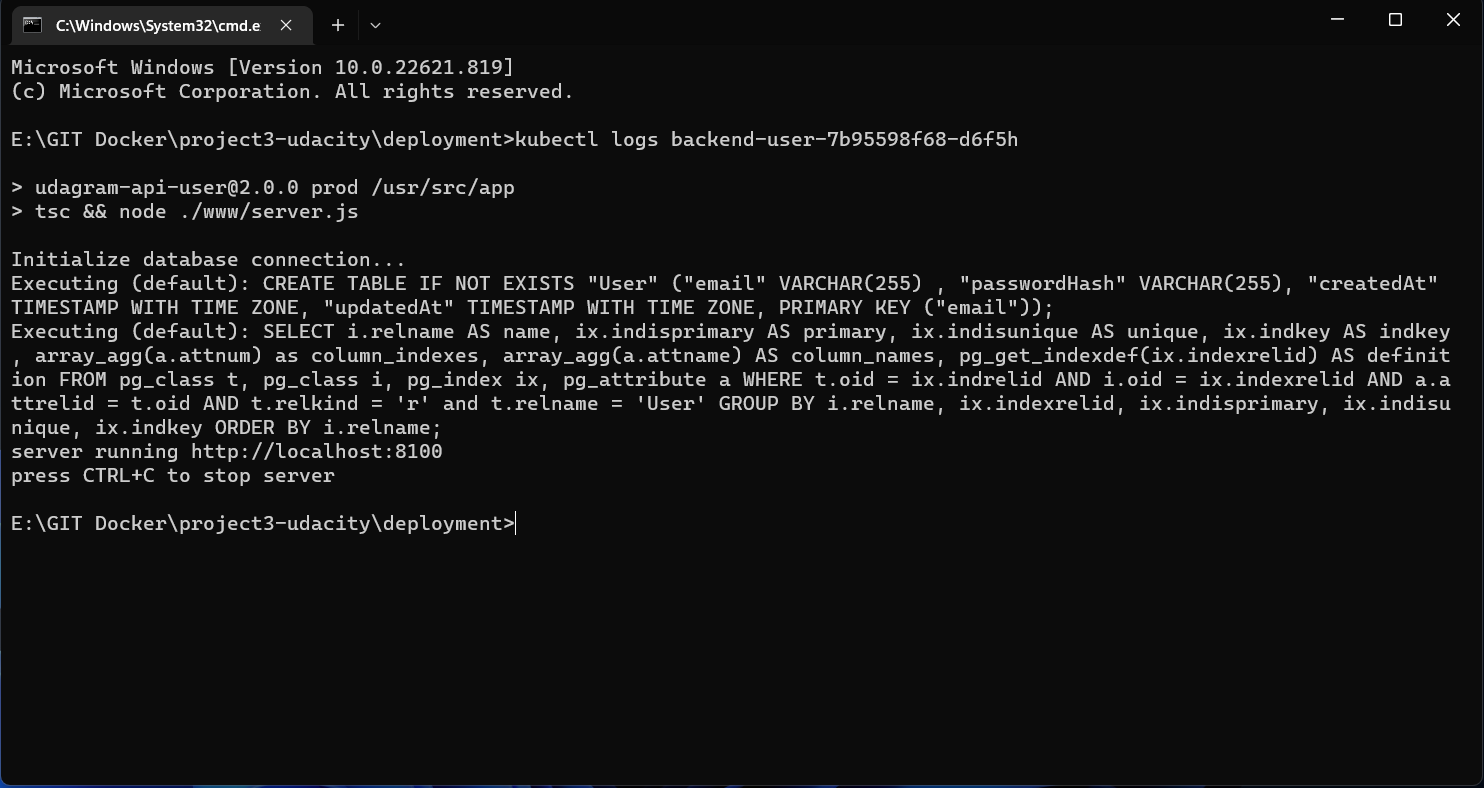 C:\Windows\System32\cmd.e
Microsoft Windows [Version 10.0.22621.819]
(c) Microsoft Corporation. All rights reserved.
E:\GIT Docker\project3-udacity\deployment>kubectl logs backend-user-7b95598f68-d6f5h
> udagram-api-user@2.0.0 prod /usr/src/app
> tsc && node ./www/server.js
Initialize database connection...
Executing (default): CREATE TABLE IF NOT EXISTS "User" ("email" VARCHAR(255) , "passwordHash" VARCHAR(255), "createdAt"
TIMESTAMP WITH TIME ZONE, "updatedAt" TIMESTAMP WITH TIME ZONE, PRIMARY KEY ("email"));
Executing (default): SELECT i.relname AS name, ix.indisprimary AS primary, ix.indisunique AS unique, ix.indkey AS indkey
, array_agg(a.attnum) as column_indexes, array_agg(a.attname) AS column_names, pg_get_indexdef(ix.indexrelid) AS definit
ion FROM pg_class t, pg_class i, pg_index ix, pg_attribute a WHERE t.oid = ix.indrelid AND i.oid = ix.indexrelid AND a.a
ttrelid = t.oid AND t.relkind = 'r' and t.relname = 'User' GROUP BY i.relname, ix.indexrelid, ix.indisprimary, ix.indisu
nique, ix.indkey ORDER BY i.relname;
server running http://localhost:8100
press CTRL+C to stop server
E:\GIT Docker\project3-udacity\deployment>